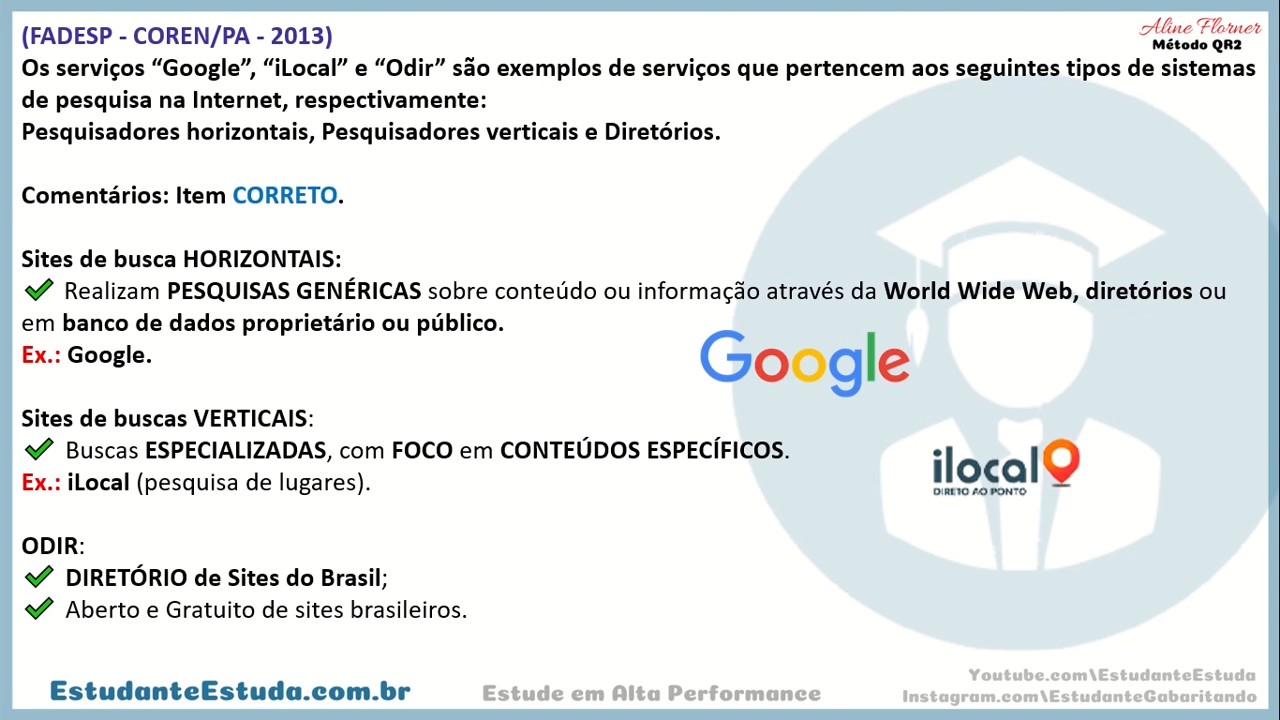 (FADESP - COREN/PA - 2013)
Aline Florner
Método QR2
Os serviços “Google”, “iLocal” e “Odir” são exemplos de serviços que pertencem aos seguintes tipos de sistemas
de pesquisa na Internet, respectivamente:
Pesquisadores horizontais, Pesquisadores verticais e Diretórios.
Comentários: Item CORRETO.
Sites de busca HORIZONTAIS:
Realizam PESQUISAS GENÉRICAS sobre conteúdo ou informação através da World Wide Web, diretórios ou
em banco de dados proprietário ou público.
Ex.: Google.
Google
Sites de buscas VERTICAIS:
Buscas ESPECIALIZADAS, com FOCO em CONTEÚDOS ESPECÍFICOS.
Ex.: iLocal (pesquisa de lugares).
ilocal
DIRETO AO PONTO
ODIR:
DIRETÓRIO de Sites do Brasil;
Aberto e Gratuito de sites brasileiros.
EstudanteEstuda.com.br
Estude em Alta Performance
Youtube.com\EstudanteEstuda
Instagram.com\EstudanteGabaritando